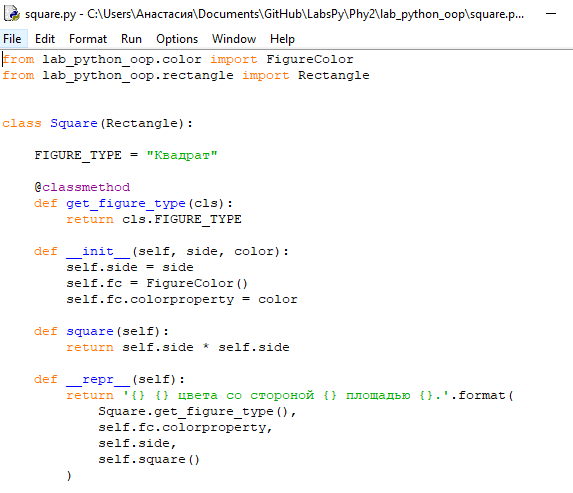 square.py - C:\Users\Анастасия\Documents\GitHub\LabsPy\Phy2\lab_python_oop\square.p...
File Edit Format Run Options Window Help
from lab_python_oop.color import FigureColor
from lab_python_oop.rectangle import Rectangle
class Square(Rectangle):
    FIGURE_TYPE = "Квадрат"
    @classmethod
    def get_figure_type(cls):
        return cls.FIGURE_TYPE
    def __init__(self, side, color):
        self.side = side
        self.fc = FigureColor()
        self.fc.colorproperty = color
    def square(self):
        return self.side * self.side
    def __repr__(self):
        return '{} {} цвета со стороной {} площадью {}.'.format(
            Square.get_figure_type(),
            self.fc.colorproperty,
            self.side,
            self.square()
        )